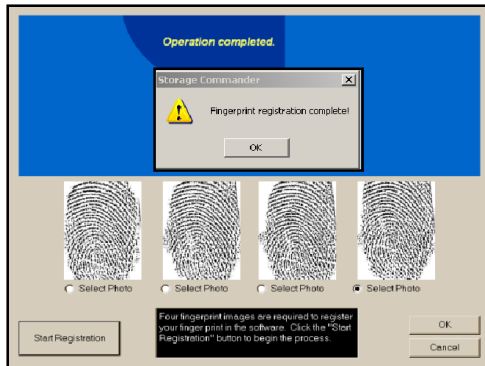 Operation completed.
Storage Commander
Fingerprint registration complete!
OK
Select Photo
Select Photo
Select Photo
Select Photo
Start Registration
Four fingerprint images are required to register
your finger print in the software. Click the "Start
Registration" button to begin the process.
OK
Cancel